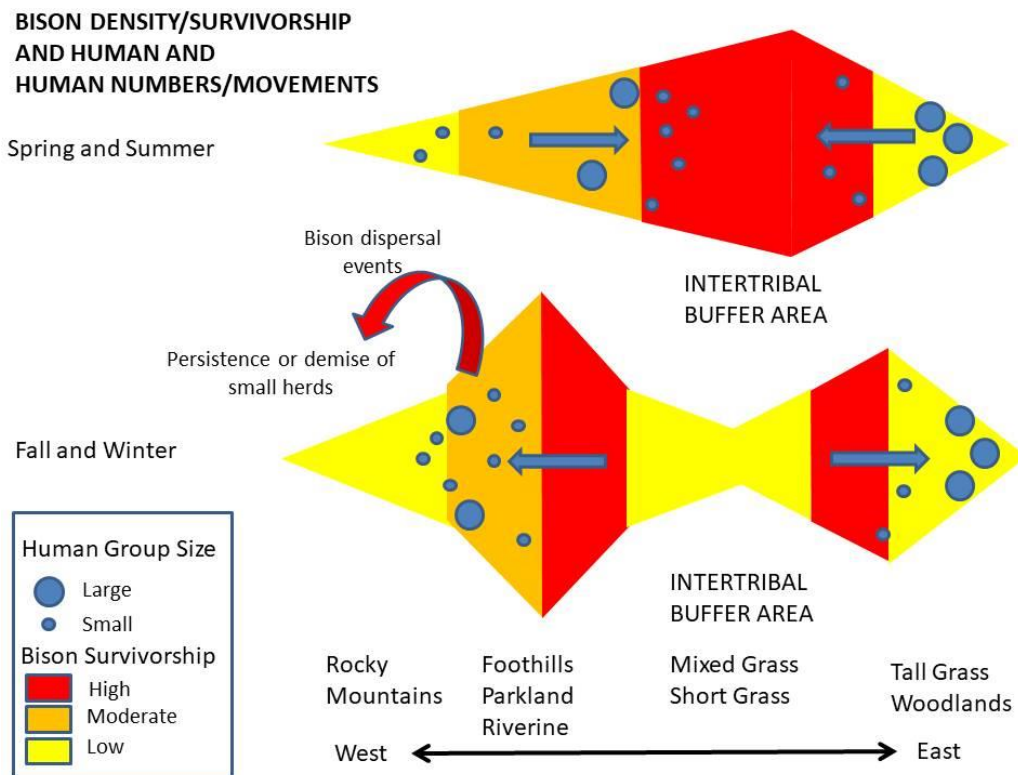 BISON DENSITY/SURVIVORSHIP
AND HUMAN AND
HUMAN NUMBERS/MOVEMENTS
Spring and Summer
Bison dispersal
events
INTERTRIBAL
BUFFER AREA
Persistence or demise of
small herds
Fall and Winter
INTERTRIBAL
BUFFER AREA
Human Group Size
Large
Small
Bison Survivorship
High
Moderate
Low
Rocky
Mountains
Foothills
Parkland
Riverine
Mixed Grass
Short Grass
Tall Grass
Woodlands
West
East